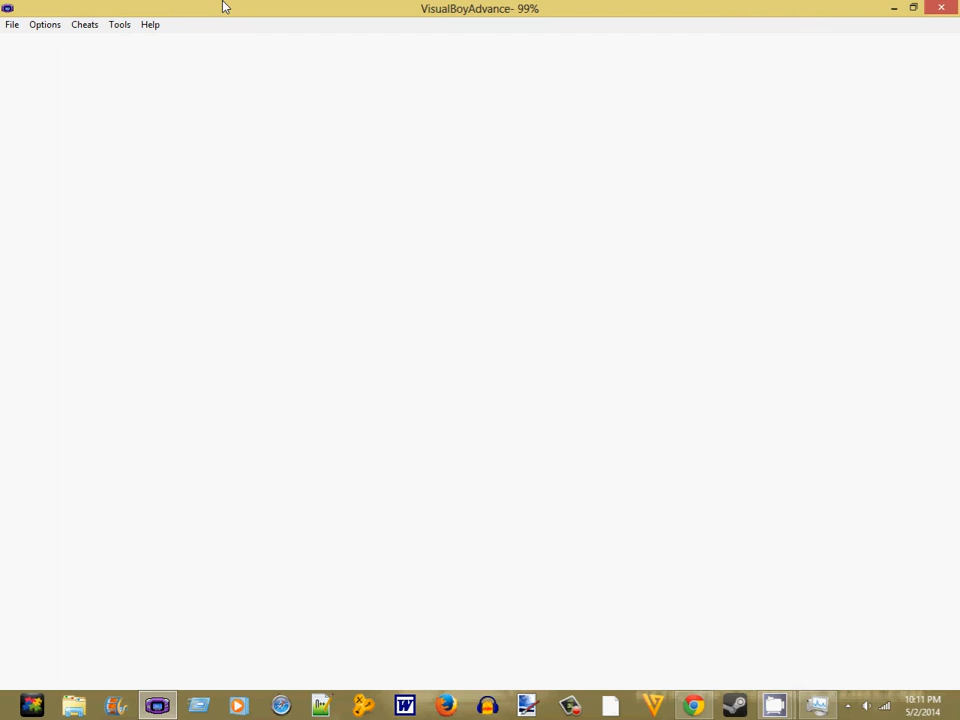 VisualBoyAdvance- 99%
File Options Cheats Tools Help
W
10:11 PM
5/2/2014